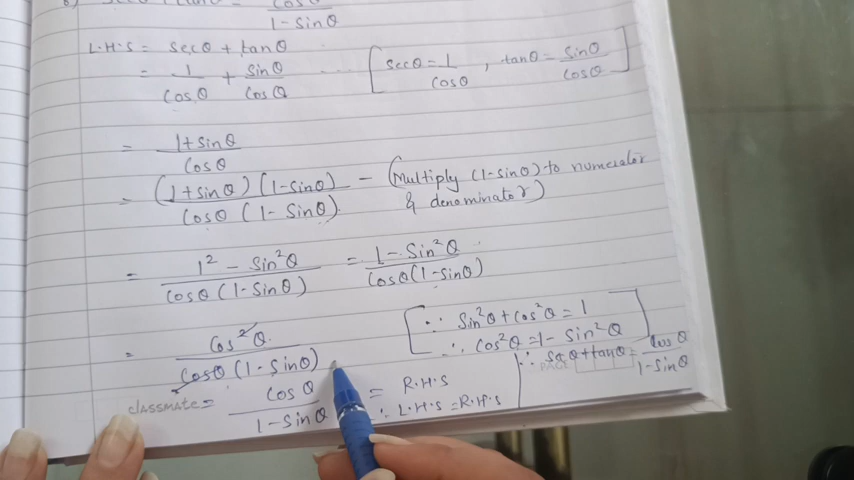 cosθ
1 - sinθ
L.H.S = secθ + tanθ
= 1/cosθ + sinθ/cosθ ... [secθ = 1/cosθ, tanθ = sinθ/cosθ]
= 1+sinθ/cosθ
= (1+sinθ)(1-sinθ)/cosθ(1-sinθ) - (Multiply (1-sinθ) to numerator
& denominator)
= 1² - sin²θ/cosθ(1-sinθ) = 1 - sin²θ/cosθ(1-sinθ)
= cos²θ/cosθ(1-sinθ) [∵ sin²θ + cos²θ = 1
∴ cos²θ = 1 - sin²θ]
classmate = cosθ/1-sinθ = R.H.S
∴ L.H.S = R.H.S
∴ secθ + tanθ = cosθ/1-sinθ
PAGE